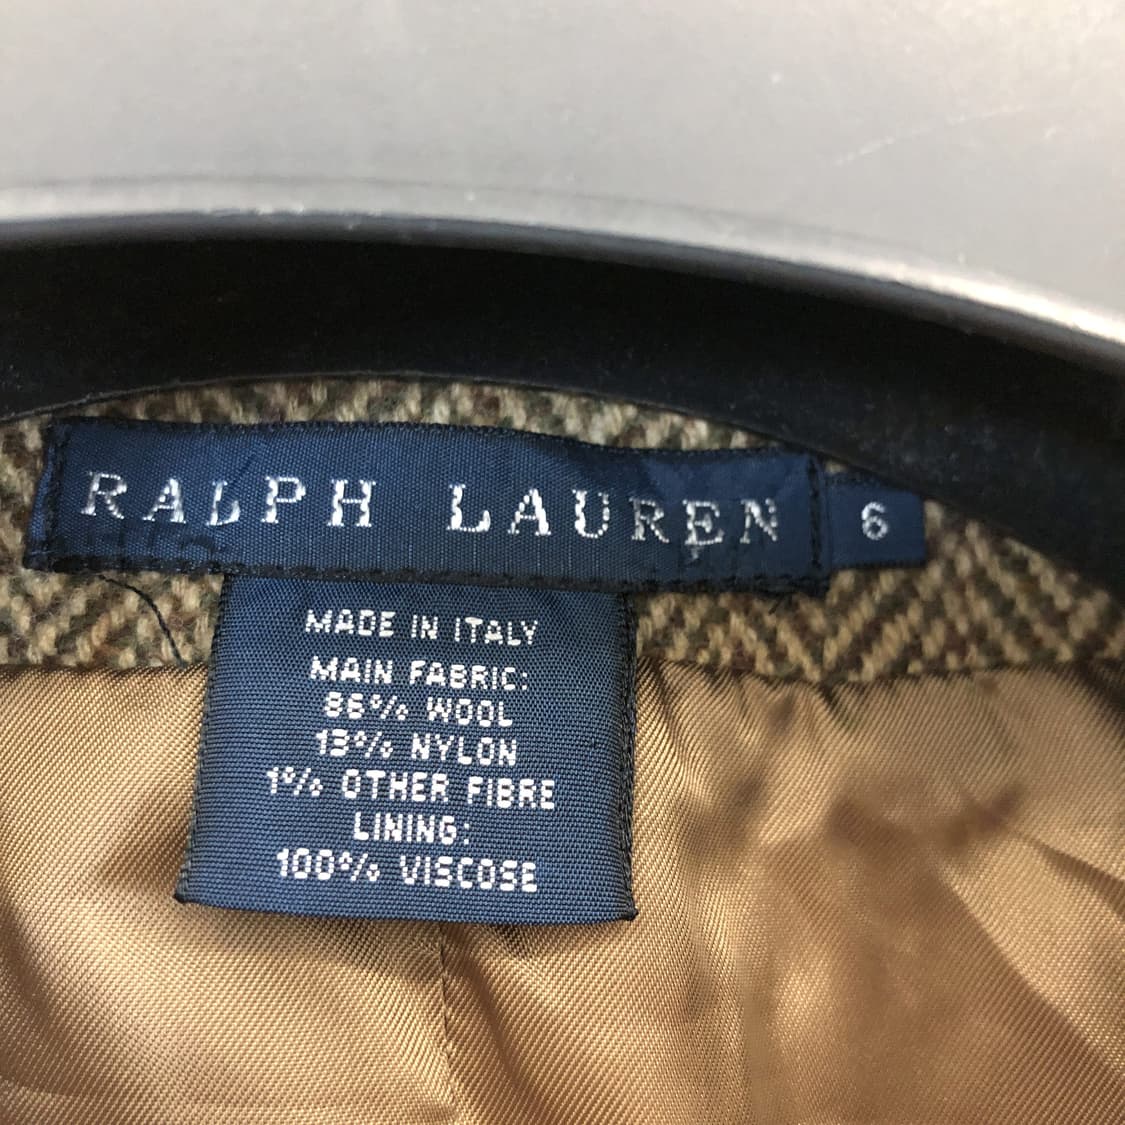 RALPH LAUREN
6
MADE IN ITALY
MAIN FABRIC:
86% WOOL
13% NYLON
1% OTHER FIBRE
LINING:
100% VISCOSE